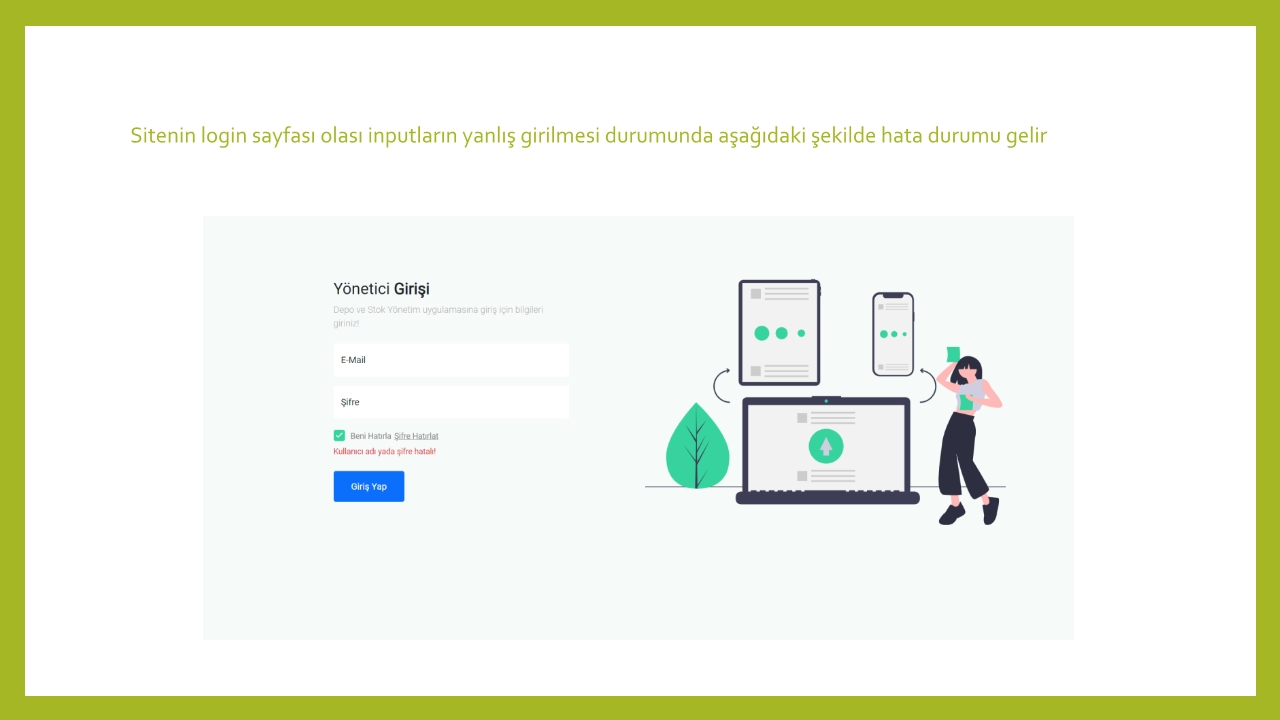 Sitenin login sayfası olası inputların yanlış girilmesi durumunda aşağıdaki şekilde hata durumu gelir
Yönetici Girişi
Depo ve Stok Yönetim uygulamasına giriş için bilgileri
giriniz!
E-Mail
Şifre
Beni Hatırla Şifre Hatırlat
Kullanıcı adı yada şifre hatalı!
Giriş Yap